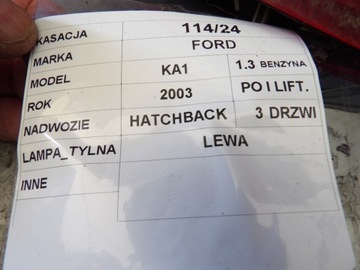 KASACJA 114/24
MARKA FORD
MODEL KA1 1.3 BENZYNA
ROK 2003 PO I LIFT.
NADWOZIE HATCHBACK 3 DRZWI
LAMPA_TYLNA LEWA
INNE